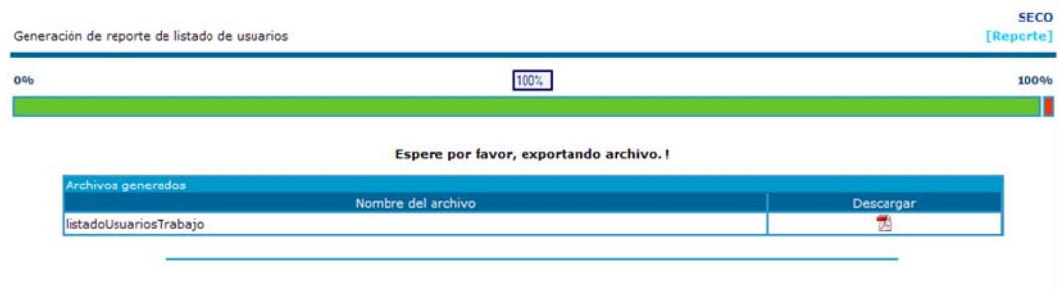 SECO
Generación de reporte de listado de usuarios
[Reporte]
0%
100%
100%
Espere por favor, exportando archivo. !
Archivos generados
Nombre del archivo
Descargar
listadoUsuariosTrabajo